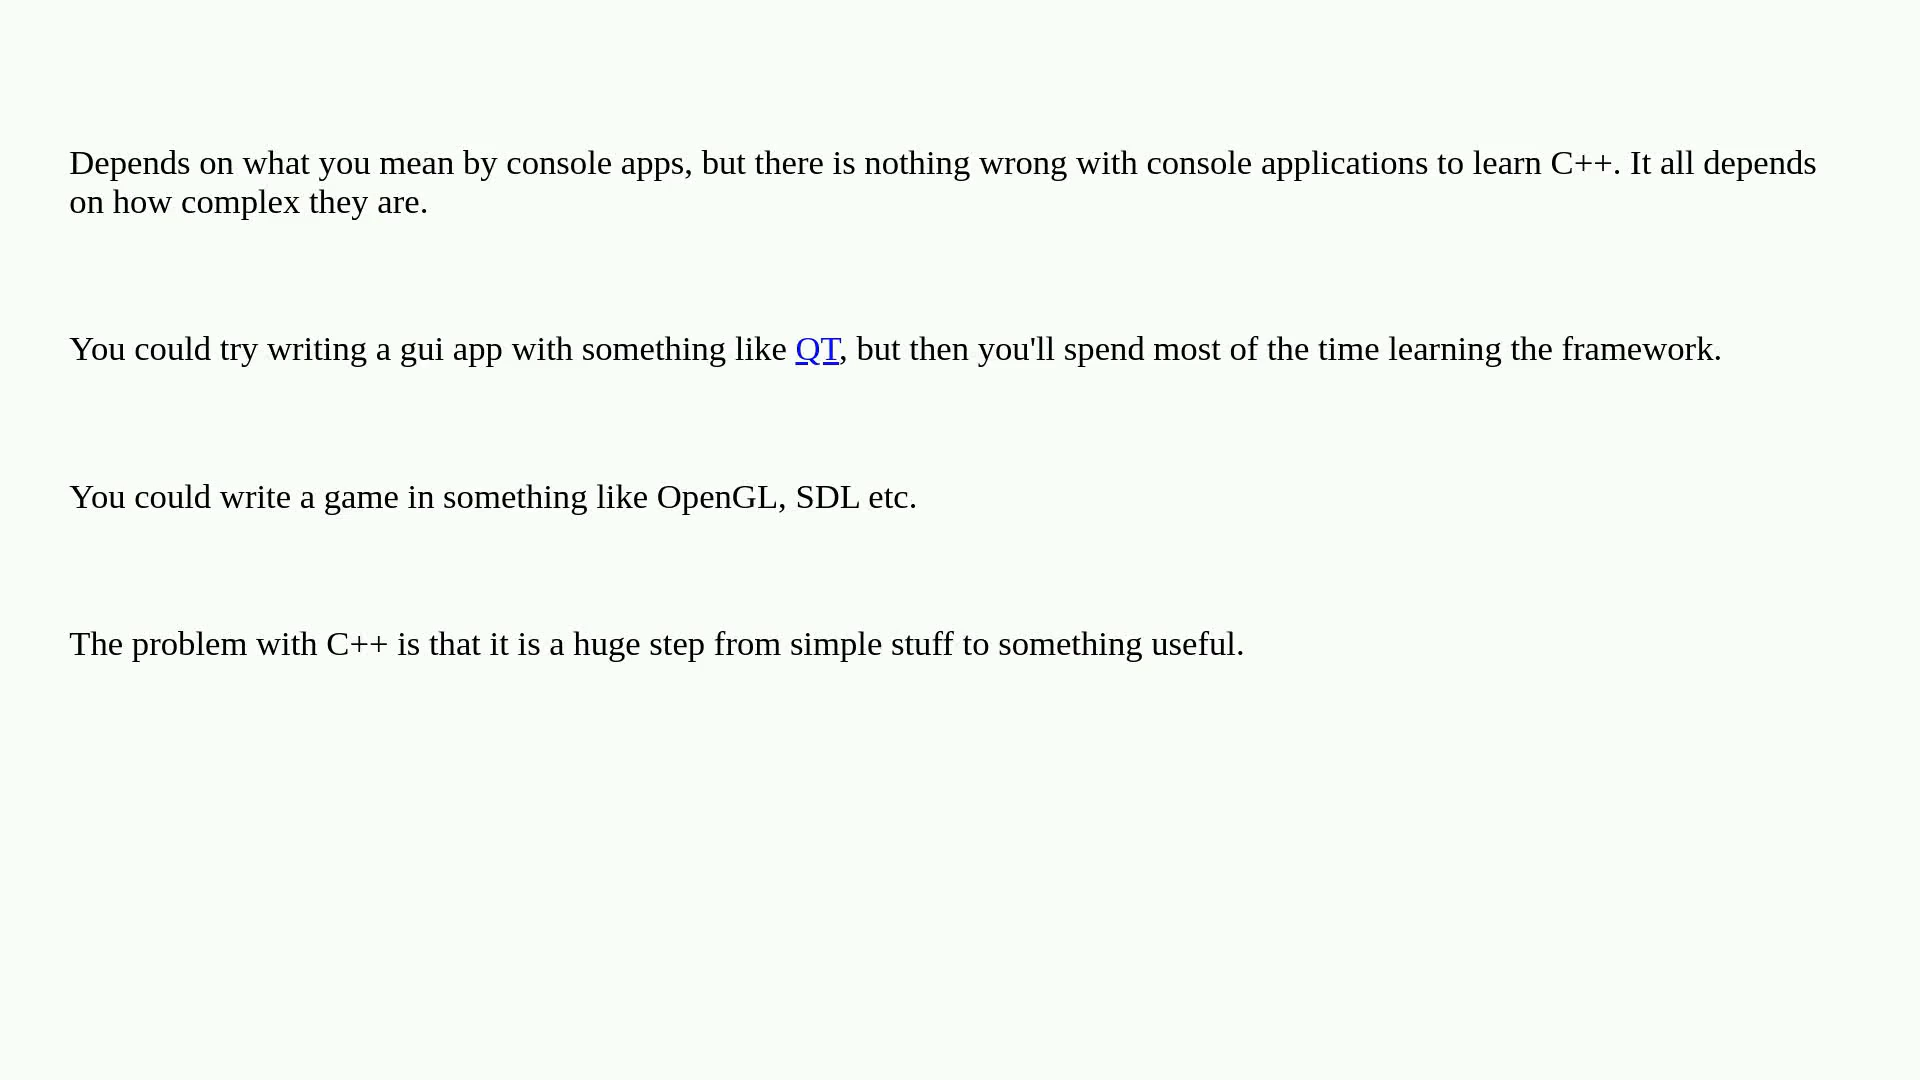 Depends on what you mean by console apps, but there is nothing wrong with console applications to learn C++. It all depends
on how complex they are.
You could try writing a gui app with something like QT, but then you'll spend most of the time learning the framework.
You could write a game in something like OpenGL, SDL etc.
The problem with C++ is that it is a huge step from simple stuff to something useful.